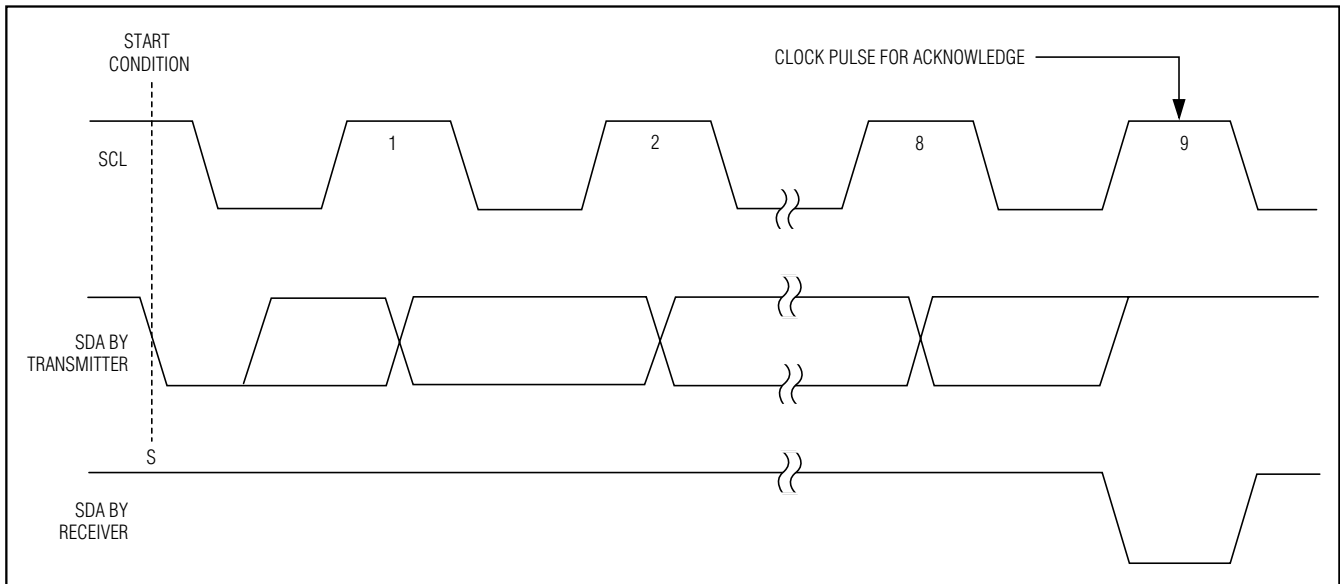 START
CONDITION
CLOCK PULSE FOR ACKNOWLEDGE
SCL
1
2
8
9
SDA BY
TRANSMITTER
S
SDA BY
RECEIVER